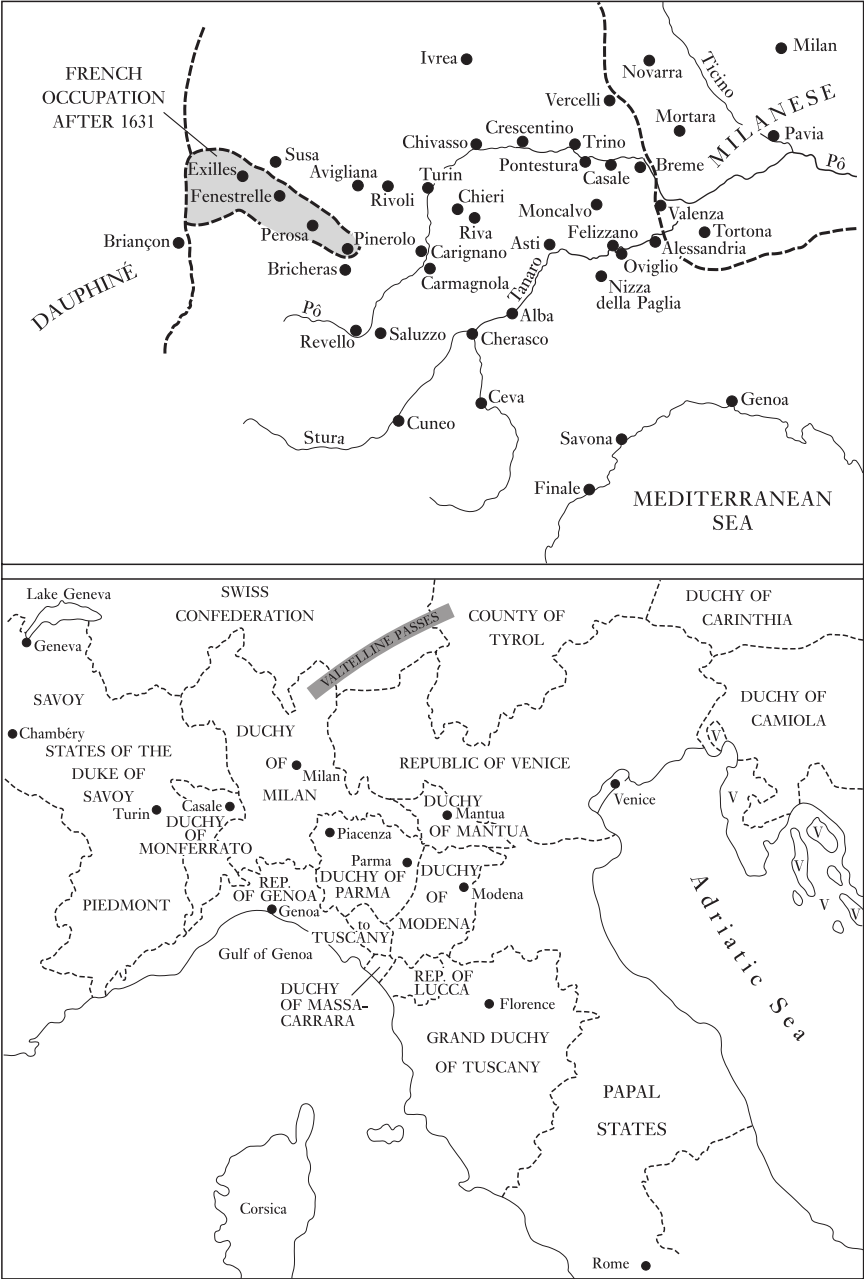 Ivrea
Milan
FRENCH
OCCUPATION
AFTER 1631
Novarra
Ticino
Vercelli
MILANESE
Mortara
Crescentino
Chivasso
Trino
Pavia
Susa
Pontestura
Casale
Breme
Pô
Exilles
Avigliana
Turin
Rivoli
Fenestrelle
Chieri
Riva
Moncalvo
Valenza
Perosa
Pinerolo
Felizzano
Tortona
Briançon
Asti
Alessandria
Carignano
Oviglio
Bricheras
Carmagnola
Tanaro
Nizza
della Paglia
DAUPHINÉ
Pô
Alba
Revello
Saluzzo
Cherasco
Ceva
Genoa
Cuneo
Stura
Savona
Finale
MEDITERRANEAN
SEA
Lake Geneva
SWISS
CONFEDERATION
VALTELLINE PASSES
COUNTY OF
TYROL
DUCHY OF
CARINTHIA
Geneva
SAVOY
DUCHY OF
CAMIOLA
Chambéry
STATES OF THE
DUKE OF
SAVOY
DUCHY
OF
MILAN
Milan
REPUBLIC OF VENICE
V
Venice
V
Turin
Casale
DUCHY
OF
MONFERRATO
DUCHY
Mantua
OF MANTUA
Piacenza
V
V
V
V
Parma
DUCHY OF
PARMA
DUCHY
OF
MODENA
Modena
PIEDMONT
REP.
OF GENOA
Genoa
to
TUSCANY
Adriatic Sea
Gulf of Genoa
REP. OF
LUCCA
DUCHY
OF MASSA-
CARRARA
Florence
GRAND DUCHY
OF TUSCANY
PAPAL
STATES
Corsica
Rome